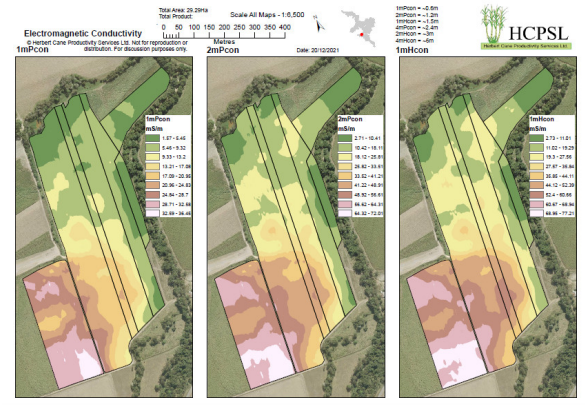 Total Area: 29.29Ha
Total Product:
Scale All Maps - 1:6,500
0 50 100 150 200 250 300 350 400
Metres
Electromagnetic Conductivity
© Herbert Cane Productivity Services Ltd. Not for reproduction or
distribution. For discussion purposes only.
Date: 20/12/2021
1mPcon = ~0.6m
2mPcon = ~1.2m
1mHcon = ~1.5m
4mPcon = ~2.4m
2mHcon = ~3m
4mHcon = ~6m
HCPSL
Herbert Cane Productivity Services Ltd.
1mPcon
2mPcon
1mHcon
1mPcon
mS/m
1.57 - 5.45
5.46 - 9.32
9.33 - 13.2
13.21 - 17.08
17.09 - 20.95
20.96 - 24.83
24.84 - 28.7
28.71 - 32.58
32.59 - 36.46
2mPcon
mS/m
2.71 - 10.41
10.42 - 18.11
18.12 - 25.81
25.82 - 33.51
33.52 - 41.21
41.22 - 48.91
48.92 - 56.61
56.62 - 64.31
64.32 - 72.01
1mHcon
mS/m
2.73 - 11.01
11.02 - 19.29
19.3 - 27.56
27.57 - 35.84
35.85 - 44.11
44.12 - 52.39
52.4 - 60.66
60.67 - 68.94
68.95 - 77.21